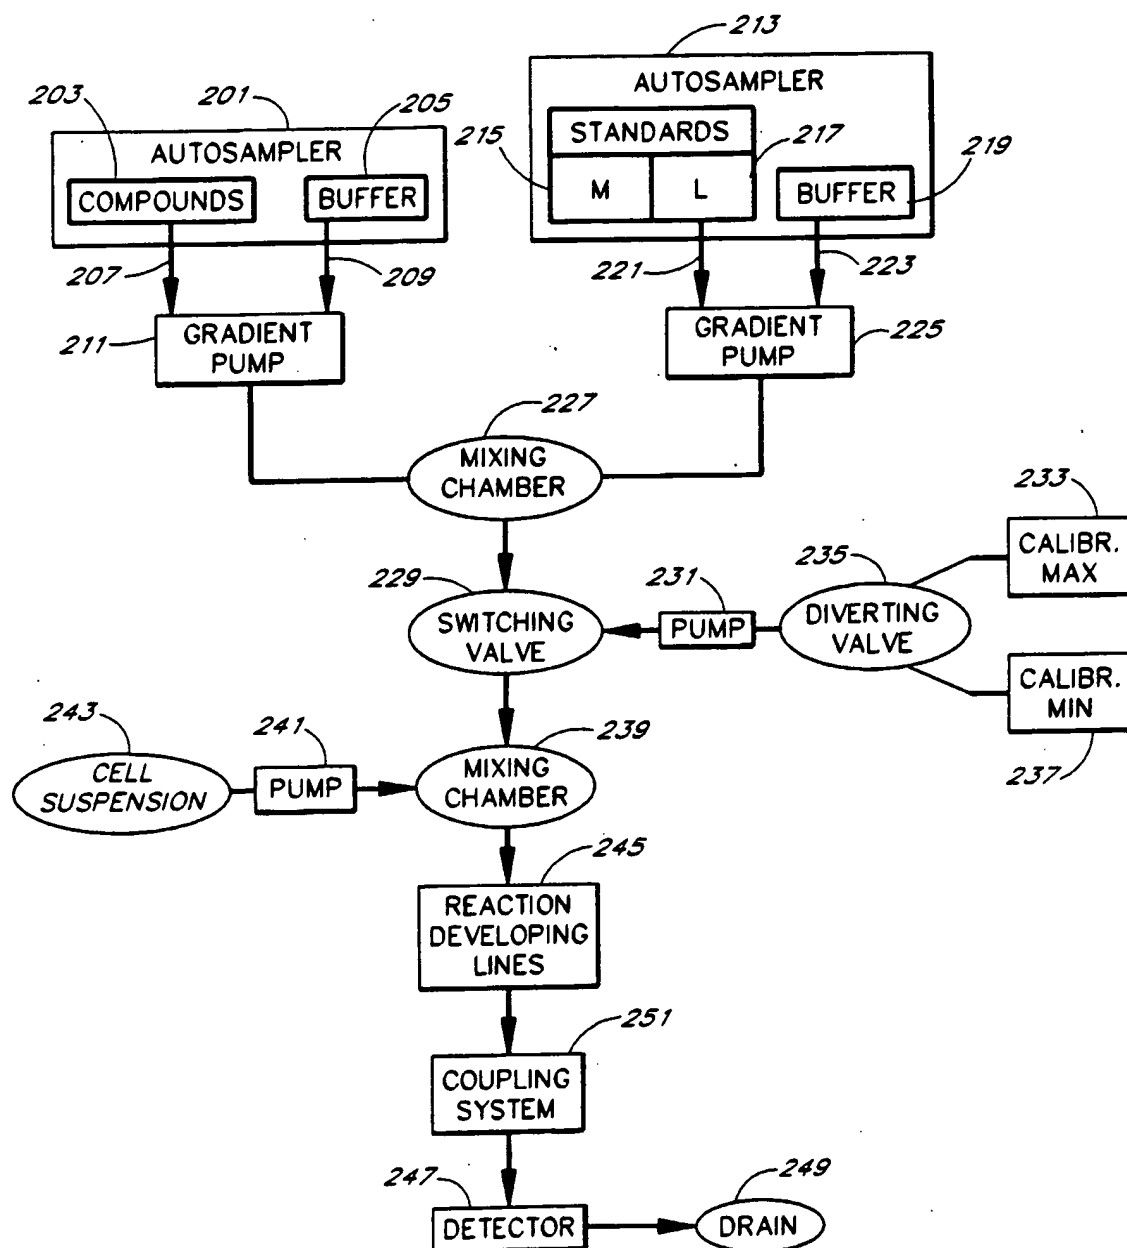 213
AUTOSAMPLER
203
201
205
215
STANDARDS
217
219
AUTOSAMPLER
COMPOUNDS
BUFFER
M
L
BUFFER
207
209
221
223
211
GRADIENT
PUMP
GRADIENT
PUMP
225
227
MIXING
CHAMBER
233
CALIBR.
MAX
229
231
235
SWITCHING
VALVE
PUMP
DIVERTING
VALVE
CALIBR.
MIN
237
243
241
239
CELL
SUSPENSION
PUMP
MIXING
CHAMBER
245
REACTION
DEVELOPING
LINES
251
COUPLING
SYSTEM
247
249
DETECTOR
DRAIN